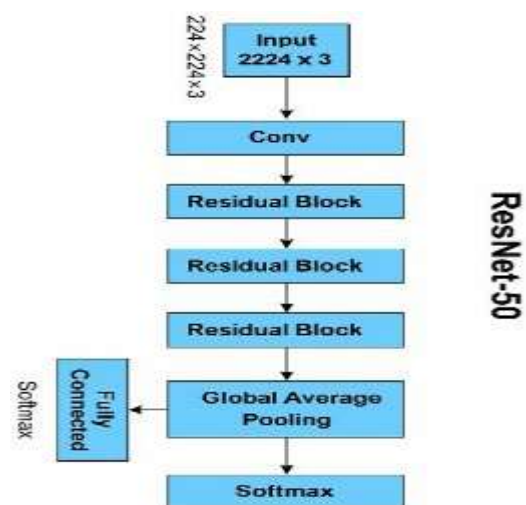 Input
2224 x 3
224×224×3
Conv
Residual Block
Residual Block
Residual Block
Global Average
Pooling
Fully
Connected
Softmax
Softmax
ResNet-50